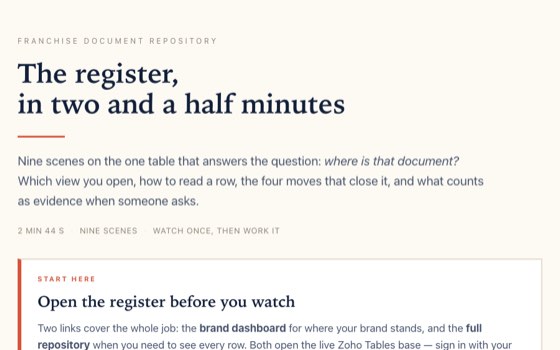 FRANCHISE DOCUMENT REPOSITORY
The register,
in two and a half minutes
Nine scenes on the one table that answers the question: where is that document?
Which view you open, how to read a row, the four moves that close it, and what counts
as evidence when someone asks.
2 MIN 44 S NINE SCENES WATCH ONCE, THEN WORK IT
START HERE
Open the register before you watch
Two links cover the whole job: the brand dashboard for where your brand stands, and the full
repository when you need to see every row. Both open the live Zoho Tables base — sign in with your